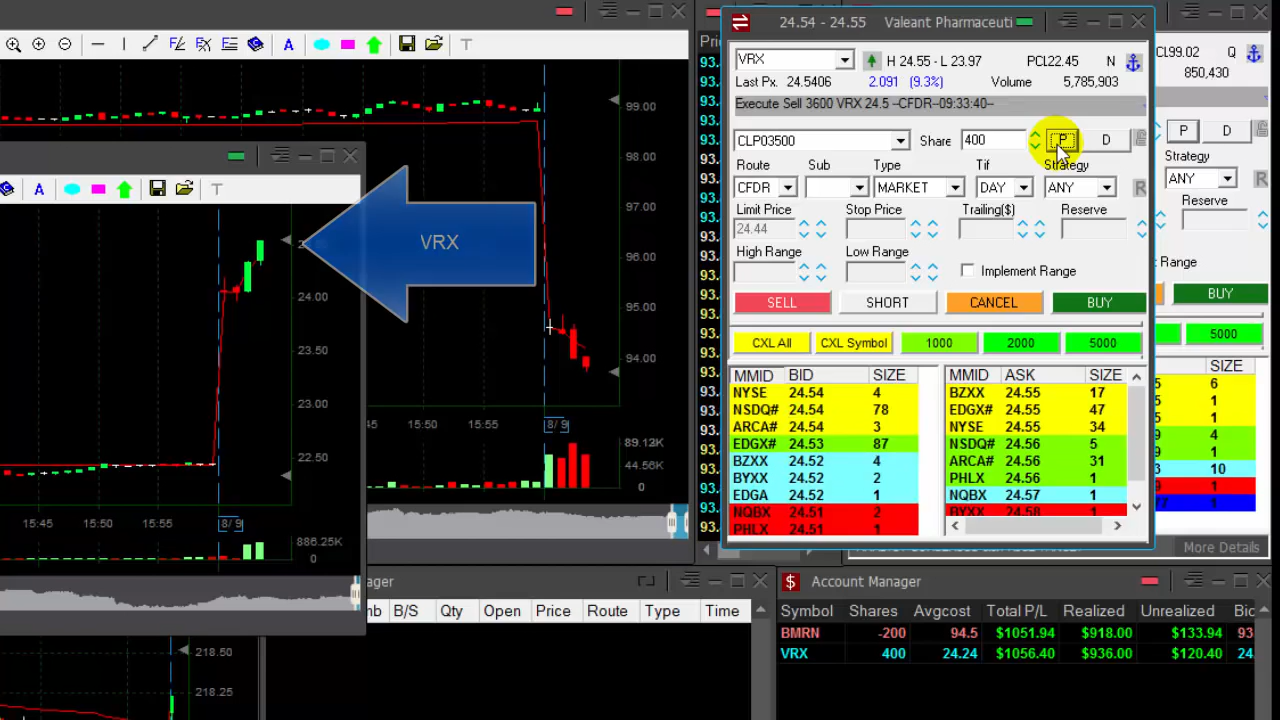 24.54 - 24.55 Valeant Pharmaceuti
VRX H 24.55 - L 23.97 PCL22.45 N
Last Px. 24.5406 2.091 (9.3%) Volume 5,785,903
Execute Sell 3600 VRX 24.5 --CFDR--09:33:40--
CLP03500 Share 400 P D
Route Sub Type Tif Strategy
CFDR MARKET DAY ANY R
Limit Price Stop Price Trailing($) Reserve
24.44
High Range Low Range
Implement Range
SELL SHORT CANCEL BUY
CXL All CXL Symbol 1000 2000 5000
MMID BID SIZE MMID ASK SIZE
NYSE 24.54 4 BZXX 24.55 17
NSDQ# 24.54 78 EDGX# 24.55 47
ARCA# 24.54 3 NYSE 24.55 34
EDGX# 24.53 87 NSDQ# 24.56 5
BZXX 24.52 4 ARCA# 24.56 31
BYXX 24.52 2 PHLX 24.56 1
EDGA 24.52 1 NQBX 24.57 1
NQBX 24.51 2 BYXX 24.58 1
PHLX 24.51 1
CL99.02 Q
850,430
P D
Strategy
ANY R
Reserve
BUY
5000
SIZE
6
1
1
4
1
10
1
1
More Details
A T
99.00
98.00
97.00
96.00
95.00
94.00
15:50 15:55 8/ 9
89.12K
44.56K
0
A T
VRX
24.00
23.50
23.00
22.50
15:45 15:50 15:55 8/ 9
886.25K
0
218.50
218.25
B/S Qty Open Price Route Type Time
$ Account Manager
Symbol Shares Avgcost Total P/L Realized Unrealized
BMRN -200 94.5 $1051.94 $918.00 $133.94
VRX 400 24.24 $1056.40 $936.00 $120.40